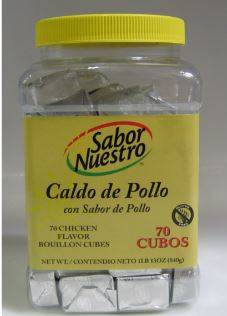 Sabor
Nuestro
Caldo de Pollo
con Sabor de Pollo
70 CHICKEN
FLAVOR
BOUILLON CUBES
70
CUBOS
NET WT./ CONTENIDO NETO 1LB 13OZ (840g)